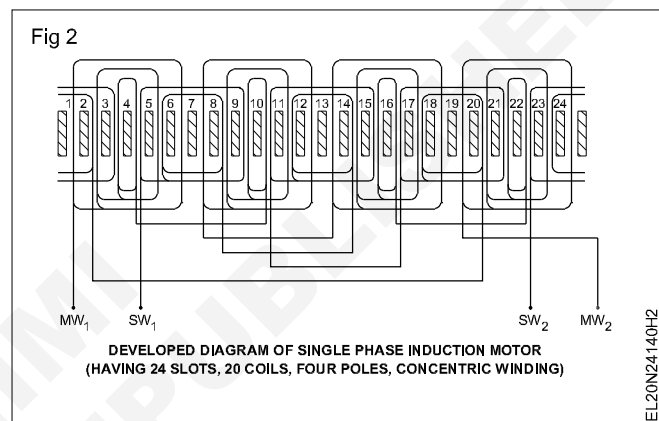 Fig 2
1 2 3 4 5 6 7 8 9 10 11 12 13 14 15 16 17 18 19 20 21 22 23 24
MW1 SW1 SW2 MW2
DEVELOPED DIAGRAM OF SINGLE PHASE INDUCTION MOTOR
(HAVING 24 SLOTS, 20 COILS, FOUR POLES, CONCENTRIC WINDING)
EL20N24140H2